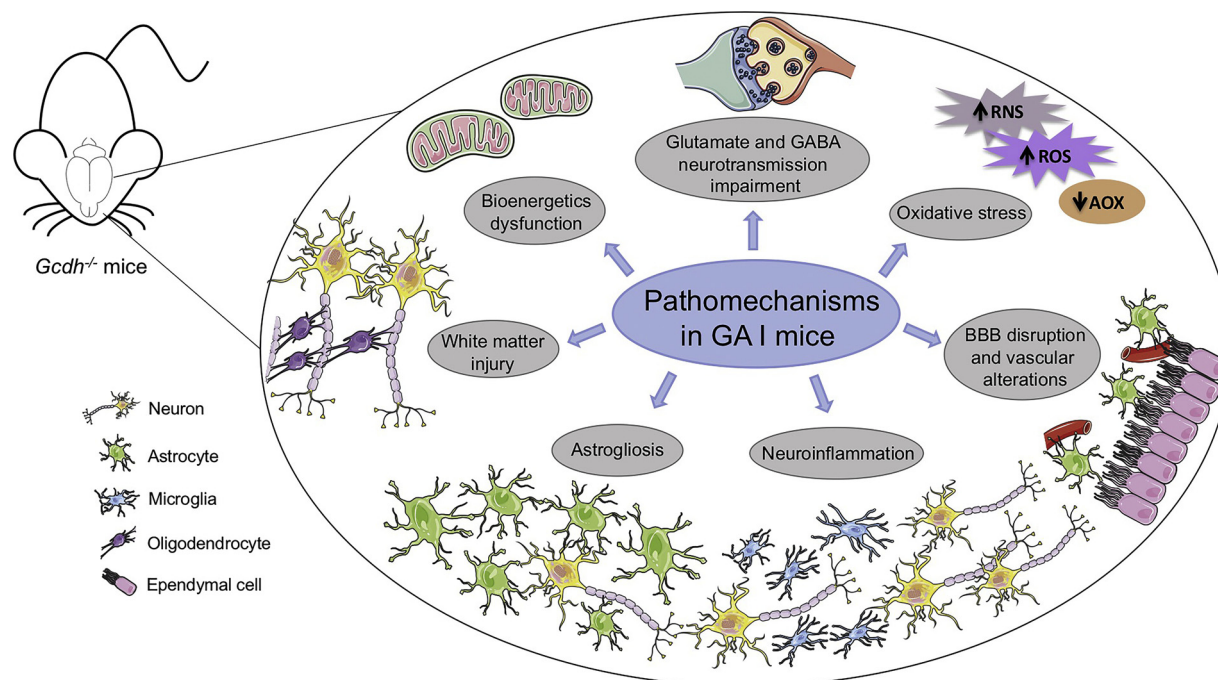 Gcdh-/- mice
Glutamate and GABA
neurotransmission
impairment
↑ RNS
↑ ROS
↓ AOX
Bioenergetics
dysfunction
Oxidative stress
Pathomechanisms
in GA I mice
White matter
injury
BBB disruption
and vascular
alterations
Astrogliosis
Neuroinflammation
Neuron
Astrocyte
Microglia
Oligodendrocyte
Ependymal cell